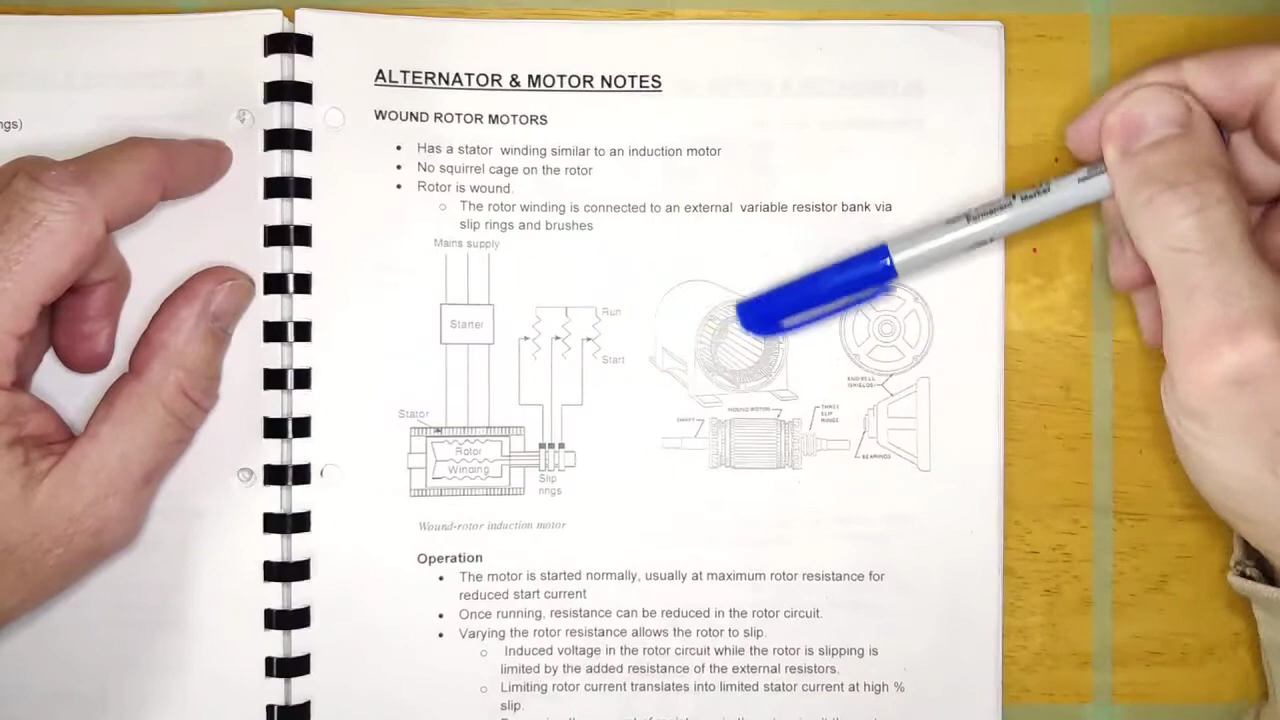 ngs)
ALTERNATOR & MOTOR NOTES
WOUND ROTOR MOTORS
• Has a stator winding similar to an induction motor
• No squirrel cage on the rotor
• Rotor is wound.
o The rotor winding is connected to an external variable resistor bank via
slip rings and brushes
Mains supply
Starter
Run
Start
Stator
Rotor
Winding
Slip
rings
END-BELL
SHIELDS
SHAFT
WOUND ROTOR
THREE
SLIP
RINGS
BEARINGS
Wound-rotor induction motor
Operation
• The motor is started normally, usually at maximum rotor resistance for
reduced start current
• Once running, resistance can be reduced in the rotor circuit.
• Varying the rotor resistance allows the rotor to slip.
o Induced voltage in the rotor circuit while the rotor is slipping is
limited by the added resistance of the external resistors.
o Limiting rotor current translates into limited stator current at high %
slip.
Permanent Marker